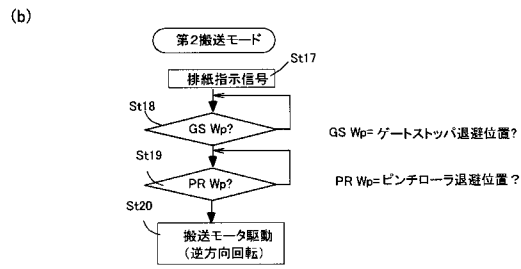 (b)
第2搬送モード
St17
排紙指示信号
St18
GS Wp?
GS Wp=ゲートストッパ退避位置?
St19
PR Wp?
PR Wp=ピンチローラ退避位置?
St20
搬送モータ駆動
(逆方向回転)